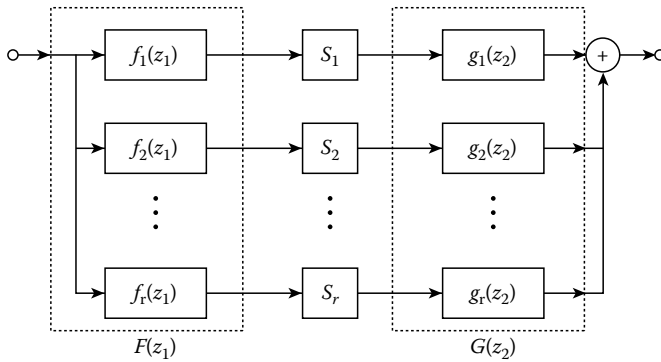 f₁(z₁) S₁ g₁(z₂) +
f₂(z₁) S₂ g₂(z₂)
fᵣ(z₁) Sᵣ gᵣ(z₂)
F(z₁) G(z₂)